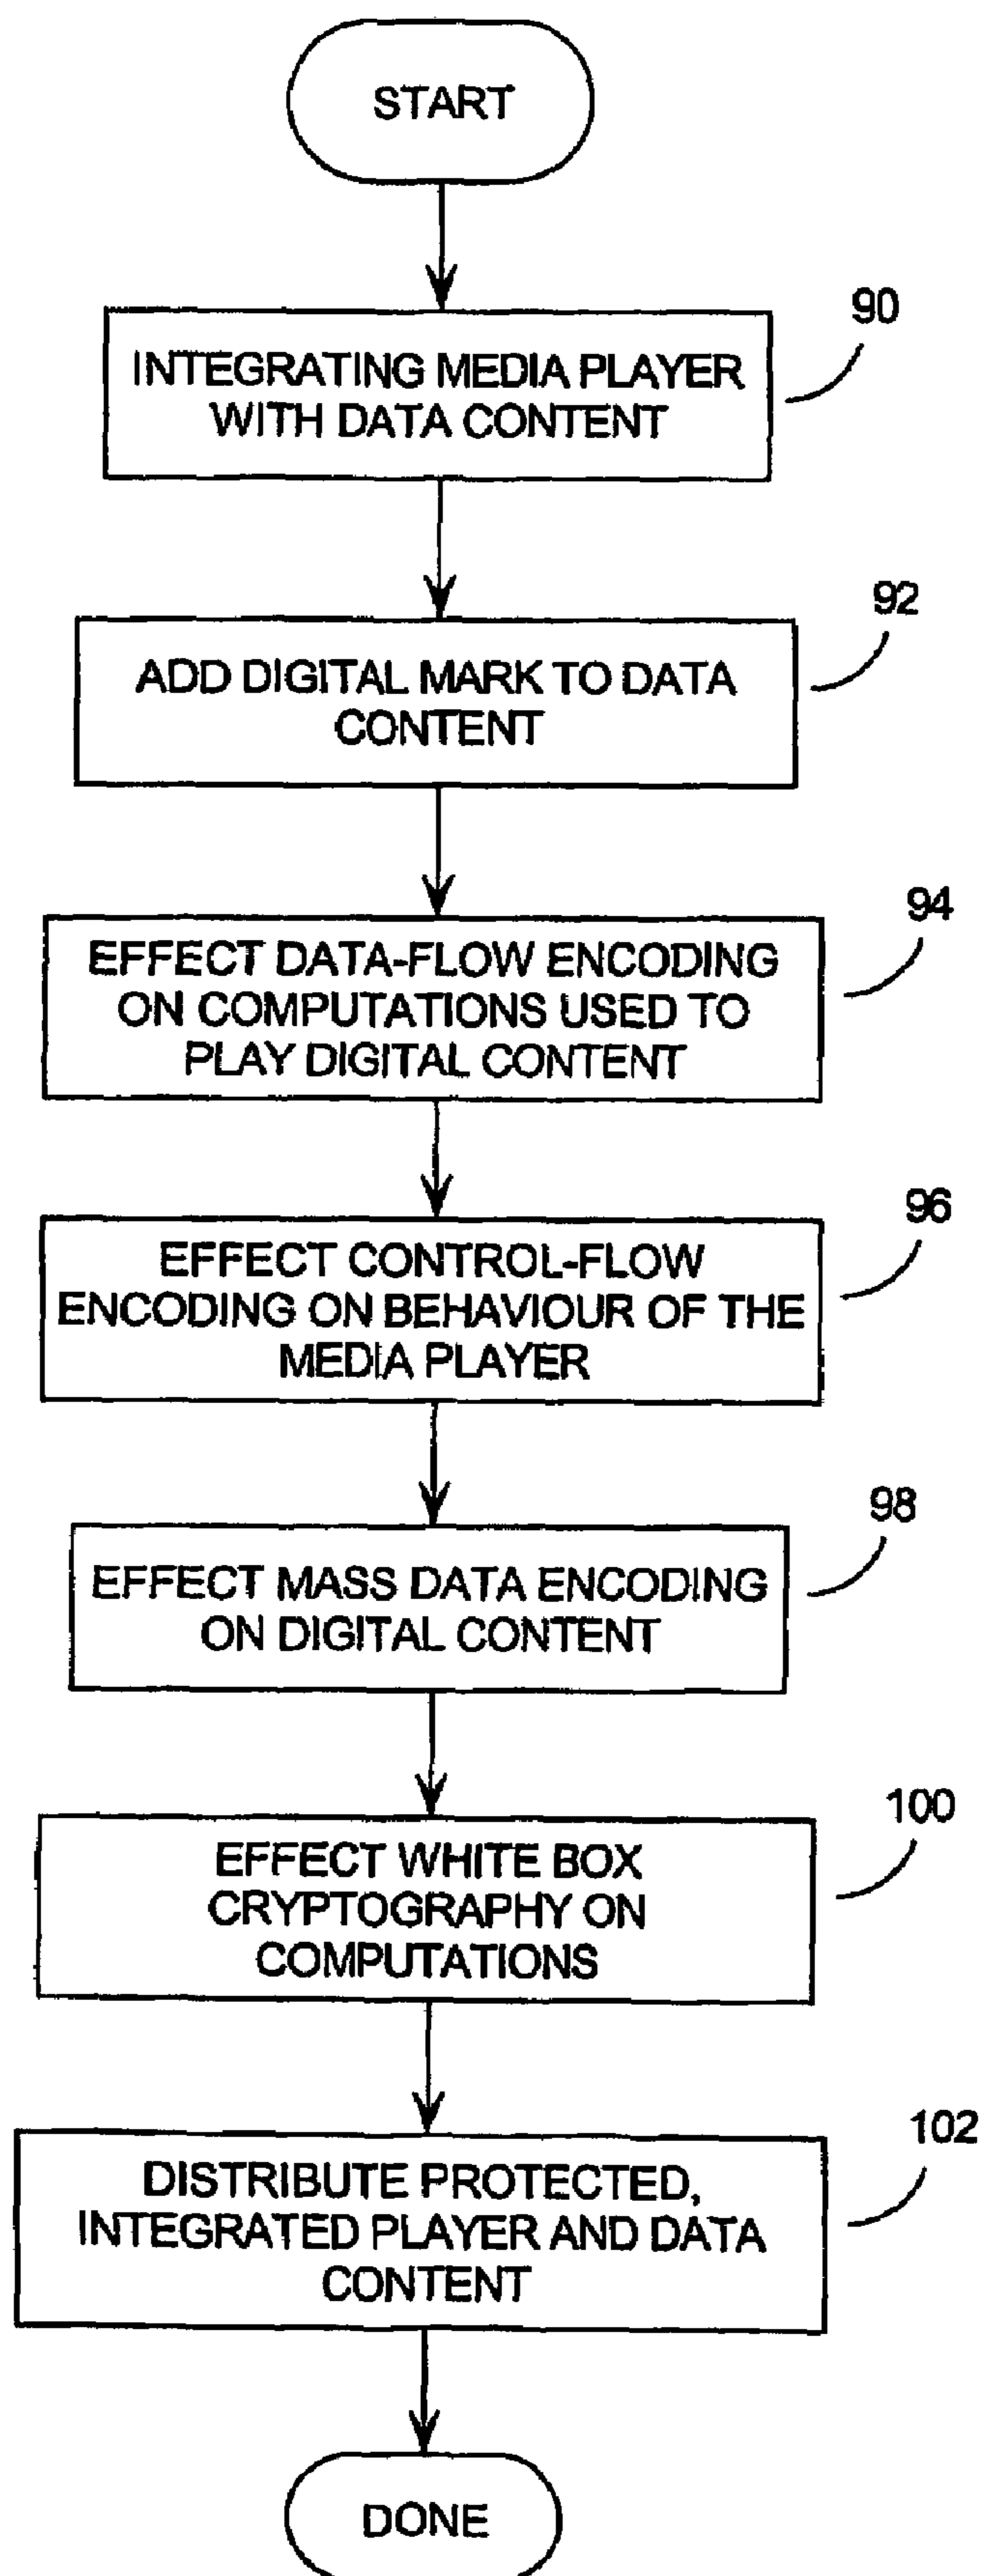 START
90
INTEGRATING MEDIA PLAYER
WITH DATA CONTENT
92
ADD DIGITAL MARK TO DATA
CONTENT
94
EFFECT DATA-FLOW ENCODING
ON COMPUTATIONS USED TO
PLAY DIGITAL CONTENT
96
EFFECT CONTROL-FLOW
ENCODING ON BEHAVIOUR OF THE
MEDIA PLAYER
98
EFFECT MASS DATA ENCODING
ON DIGITAL CONTENT
100
EFFECT WHITE BOX
CRYPTOGRAPHY ON
COMPUTATIONS
102
DISTRIBUTE PROTECTED,
INTEGRATED PLAYER AND DATA
CONTENT
DONE